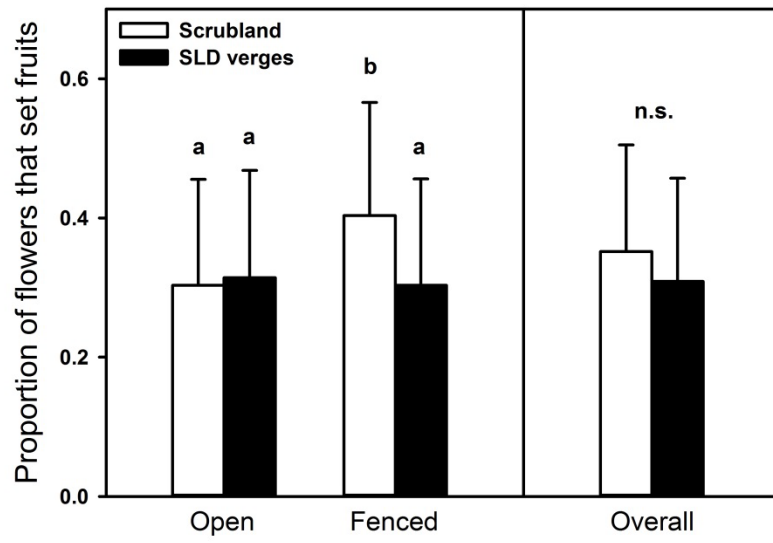 Proportion of flowers that set fruits
Scrubland
SLD verges
0.6
0.4
0.2
0.0
a
a
b
a
n.s.
Open
Fenced
Overall